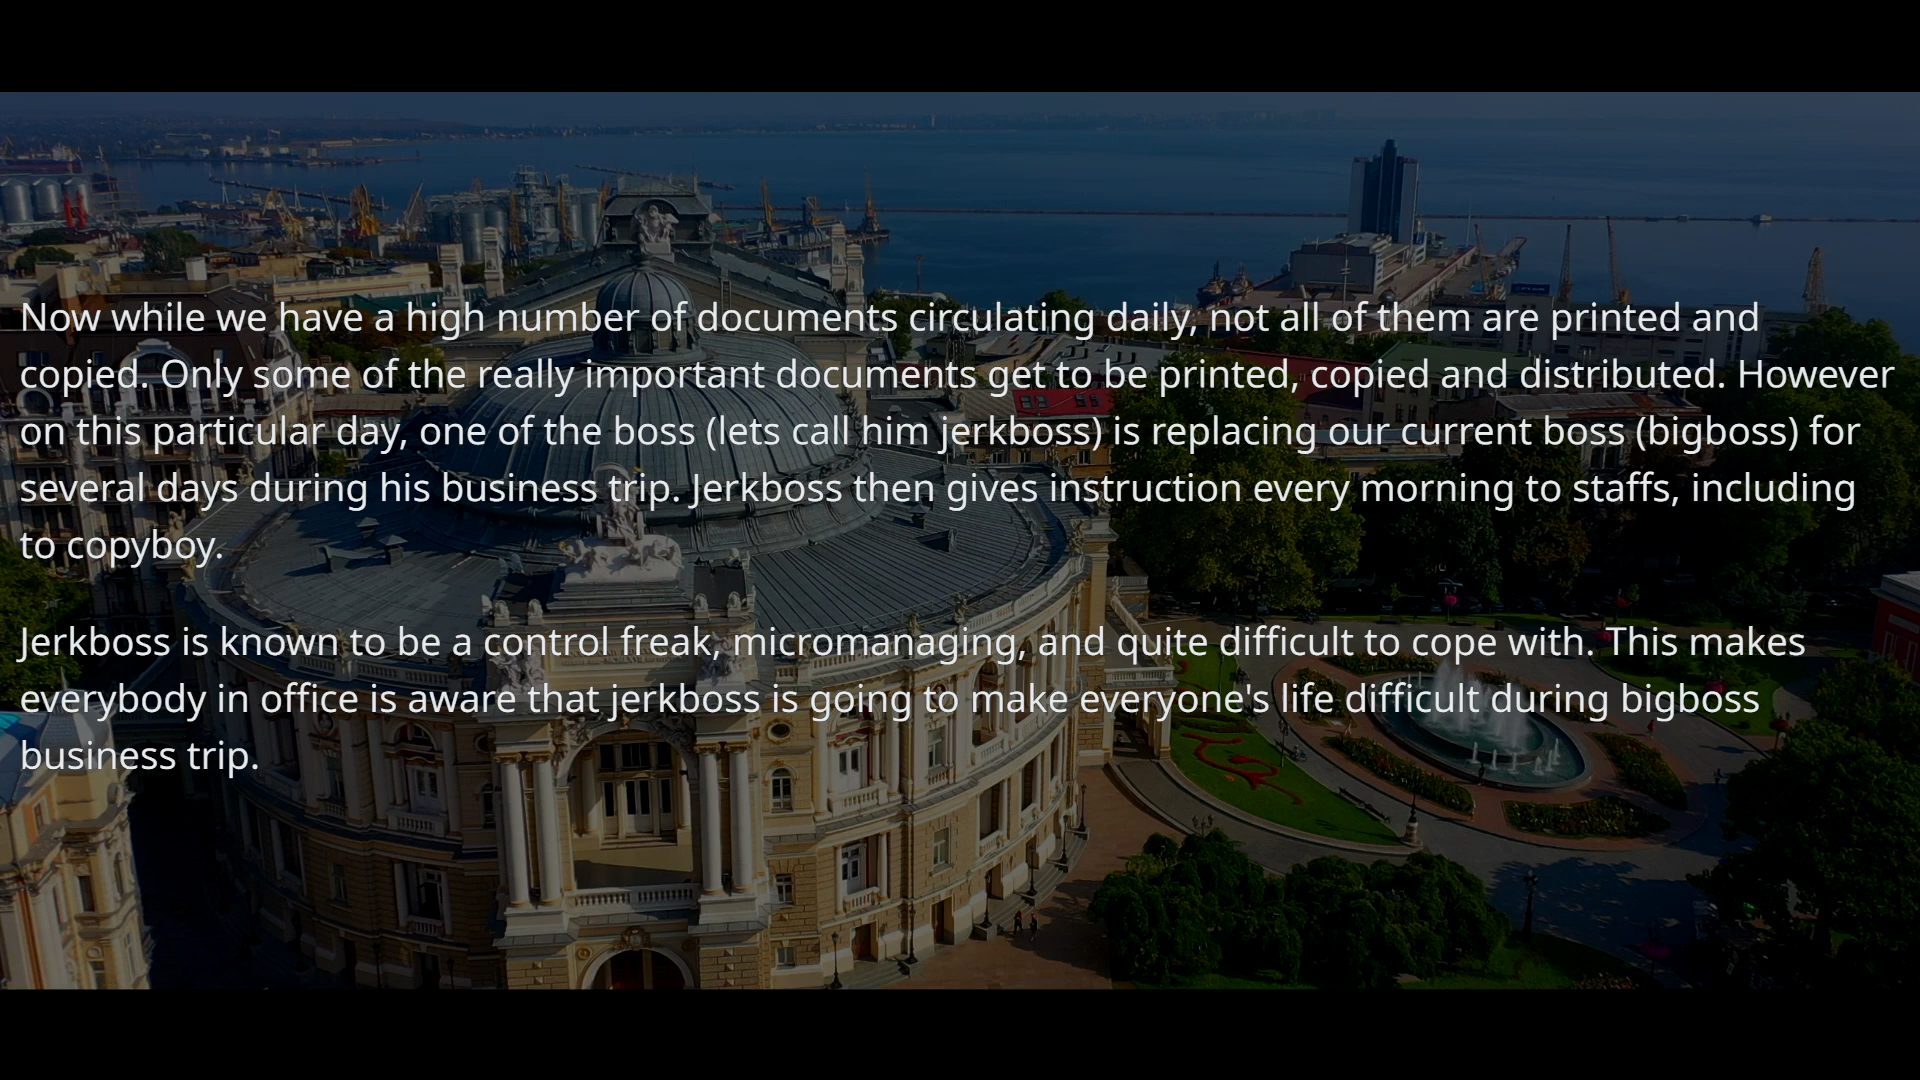 Now while we have a high number of documents circulating daily, not all of them are printed and
copied. Only some of the really important documents get to be printed, copied and distributed. However
on this particular day, one of the boss (lets call him jerkboss) is replacing our current boss (bigboss) for
several days during his business trip. Jerkboss then gives instruction every morning to staffs, including
to copyboy.
Jerkboss is known to be a control freak, micromanaging, and quite difficult to cope with. This makes
everybody in office is aware that jerkboss is going to make everyone's life difficult during bigboss
business trip.